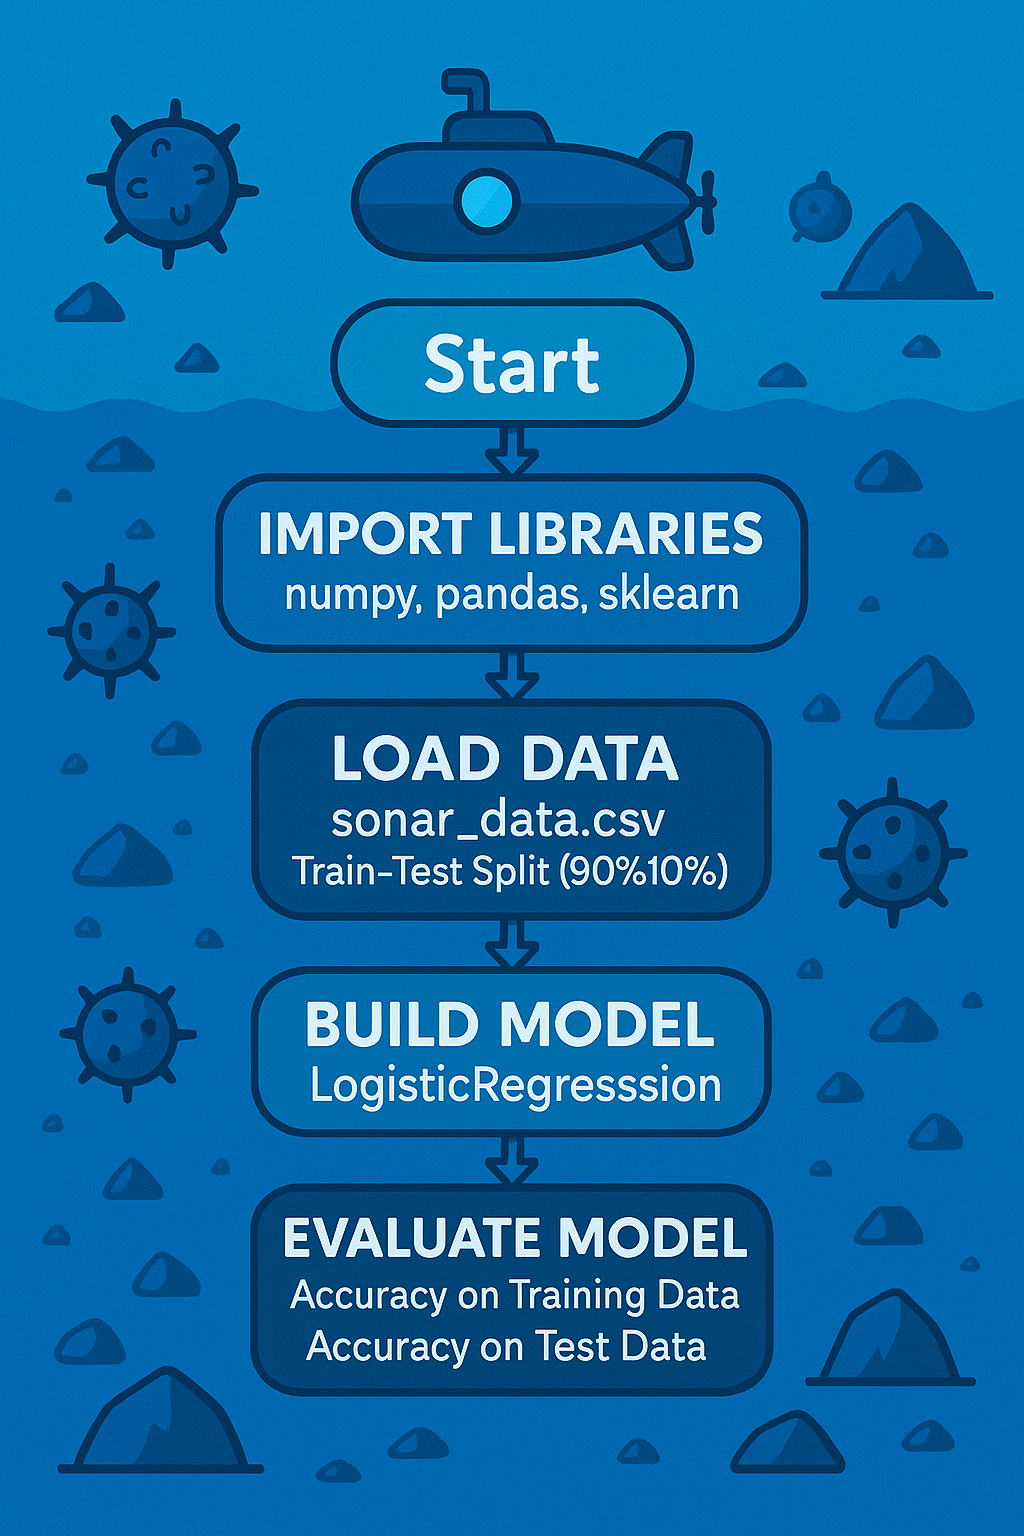 Start
IMPORT LIBRARIES
numpy, pandas, sklearn
LOAD DATA
sonar_data.csv
Train-Test Split (90%10%)
BUILD MODEL
LogisticRegresssion
EVALUATE MODEL
Accuracy on Training Data
Accuracy on Test Data